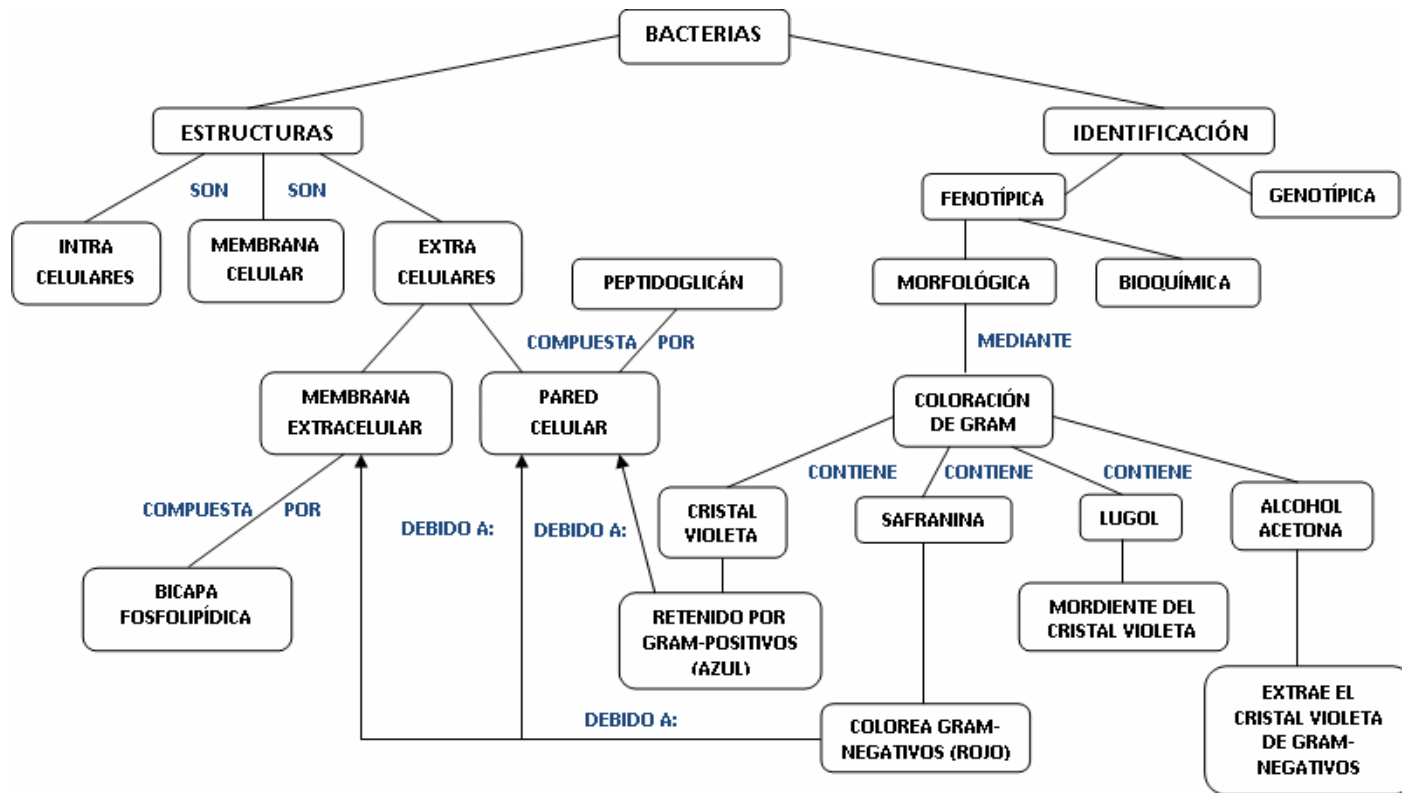 BACTERIAS
ESTRUCTURAS
IDENTIFICACIÓN
SON
SON
FENOTÍPICA
GENOTÍPICA
INTRA
CELULARES
MEMBRANA
CELULAR
EXTRA
CELULARES
PEPTIDOGLICÁN
MORFOLÓGICA
BIOQUÍMICA
COMPUESTA POR
MEDIANTE
MEMBRANA
EXTRACELULAR
PARED
CELULAR
COLORACIÓN
DE GRAM
CONTIENE
CONTIENE
CONTIENE
COMPUESTA POR
DEBIDO A:
DEBIDO A:
CRISTAL
VIOLETA
SAFRANINA
LUGOL
ALCOHOL
ACETONA
BICAPA
FOSFOLIPÍDICA
RETENIDO POR
GRAM-POSITIVOS
(AZUL)
MORDIENTE DEL
CRISTAL VIOLETA
DEBIDO A:
COLOREA GRAM-
NEGATIVOS (ROJO)
EXTRAE EL
CRISTAL VIOLETA
DE GRAM-
NEGATIVOS